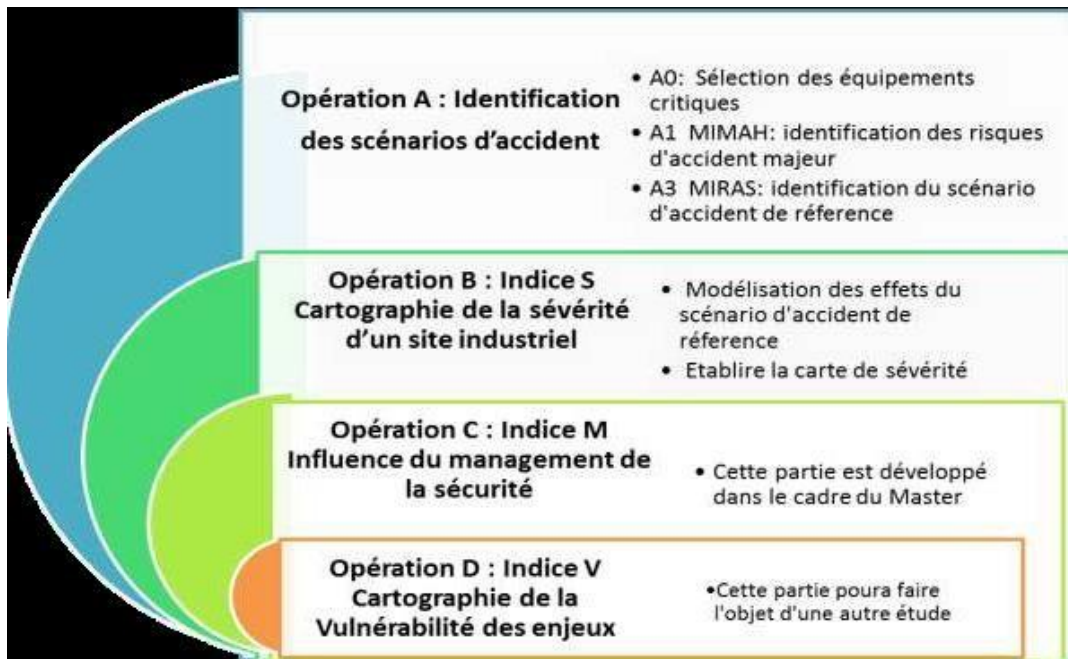 Opération A : Identification
des scénarios d'accident
• A0: Sélection des équipements
critiques
• A1 MIMAH: identification des risques
d'accident majeur
• A3 MIRAS: identification du scénario
d'accident de réference
Opération B : Indice S
Cartographie de la sévérité
d'un site industriel
• Modélisation des effets du
scénario d'accident de
réference
• Etablire la carte de sévérité
Opération C : Indice M
Influence du management de
la sécurité
• Cette partie est développé
dans le cadre du Master
Opération D : Indice V
Cartographie de la
Vulnérabilité des enjeux
•Cette partie poura faire
l'objet d'une autre étude